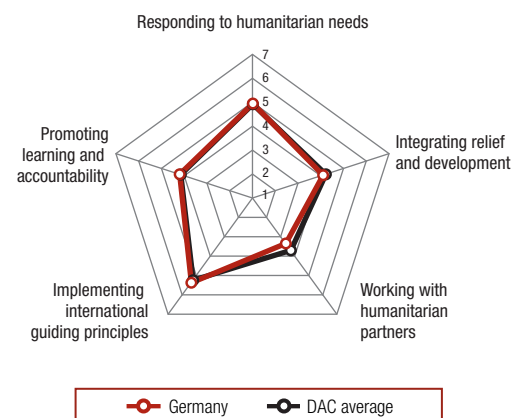 Responding to humanitarian needs
7
6
5
4
3
2
1
Promoting
learning and
accountability
Integrating relief
and development
Implementing
international
guiding principles
Working with
humanitarian
partners
Germany
DAC average